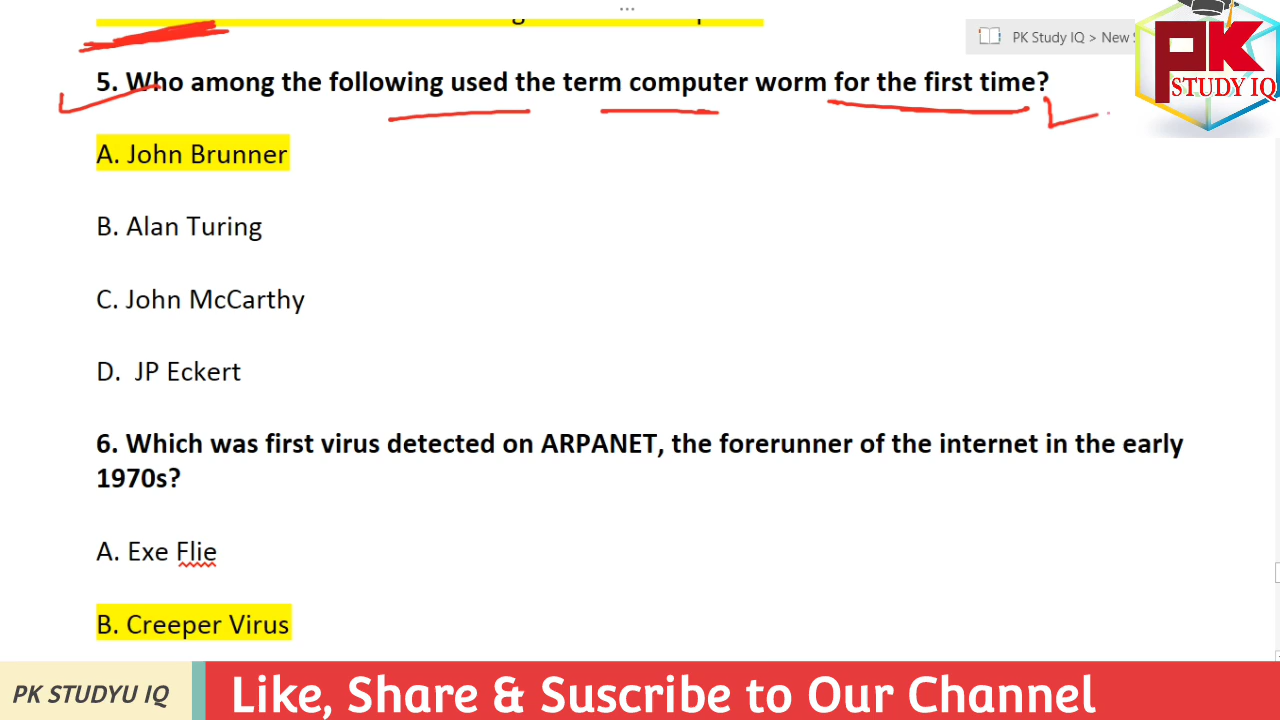 PK Study IQ > New S
PK
STUDY IQ
5. Who among the following used the term computer worm for the first time?
A. John Brunner
B. Alan Turing
C. John McCarthy
D. JP Eckert
6. Which was first virus detected on ARPANET, the forerunner of the internet in the early
1970s?
A. Exe Flie
B. Creeper Virus
PK STUDYU IQ
Like, Share & Suscribe to Our Channel